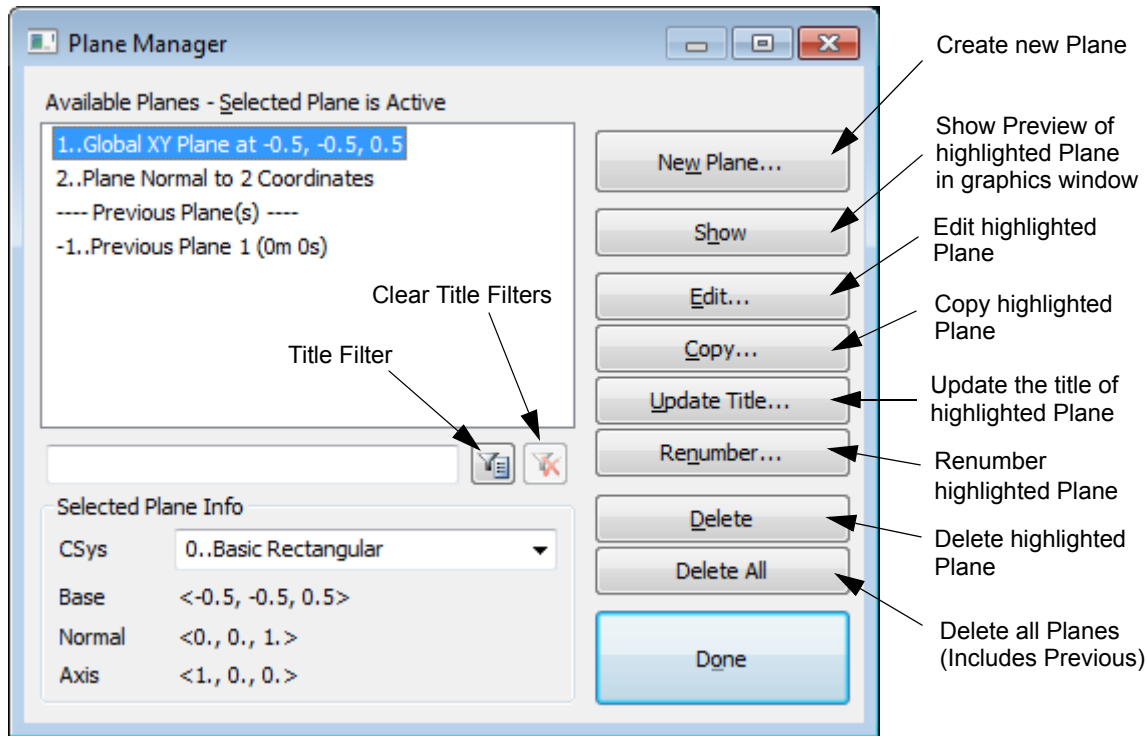 Plane Manager
Available Planes - Selected Plane is Active
1..Global XY Plane at -0.5, -0.5, 0.5
2..Plane Normal to 2 Coordinates
---- Previous Plane(s) ----
-1..Previous Plane 1 (0m 0s)
Clear Title Filters
Title Filter
Selected Plane Info
CSys
0..Basic Rectangular
Base
<-0.5, -0.5, 0.5>
Normal
<0., 0., 1.>
Axis
<1., 0., 0.>
New Plane...
Show
Edit...
Copy...
Update Title...
Renumber...
Delete
Delete All
Done
Create new Plane
Show Preview of
highlighted Plane
in graphics window
Edit highlighted
Plane
Copy highlighted
Plane
Update the title of
highlighted Plane
Renumber
highlighted Plane
Delete highlighted
Plane
Delete all Planes
(Includes Previous)